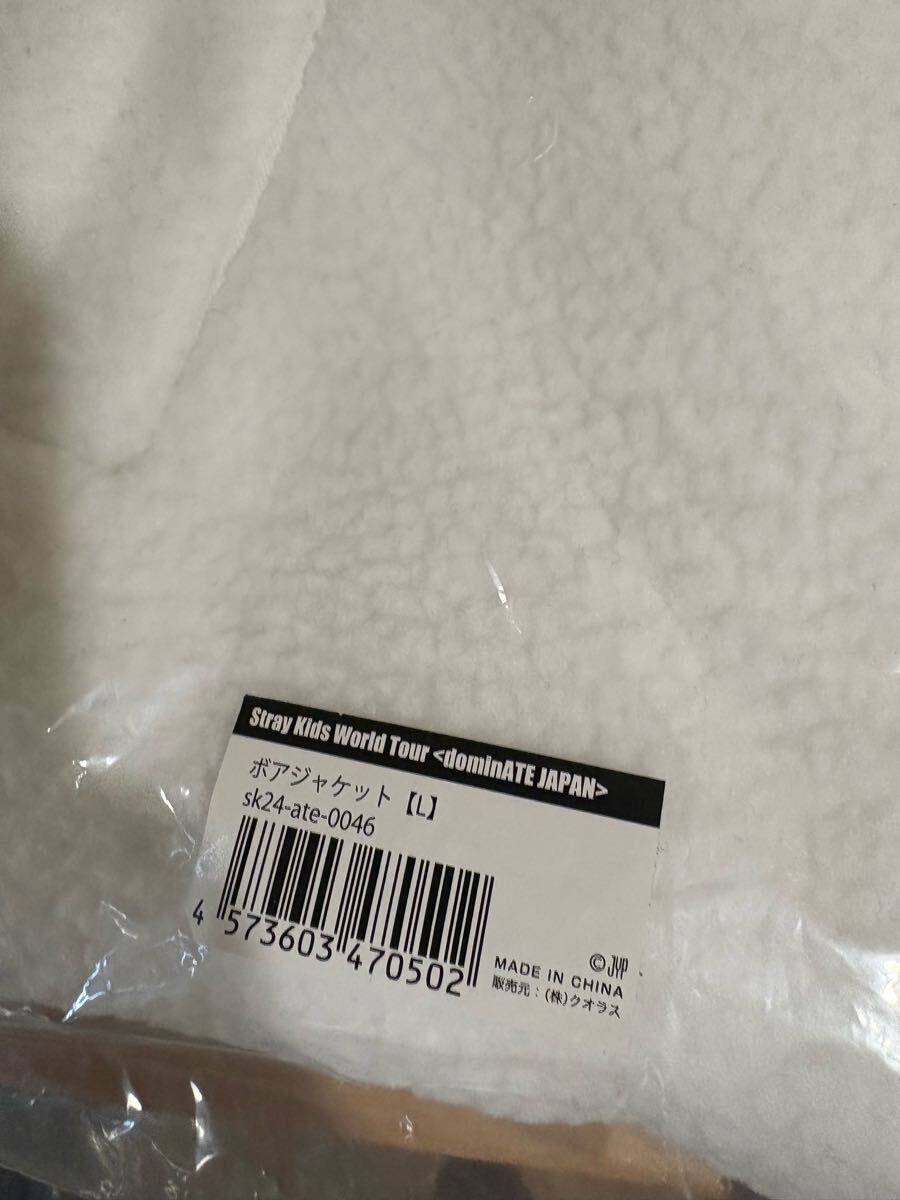 Stray Kids World Tour <dominATE JAPAN>
ボアジャケット【L】
sk24-ate-0046
4 573603 470502
©JYP
MADE IN CHINA
販売元：(株)クオラス